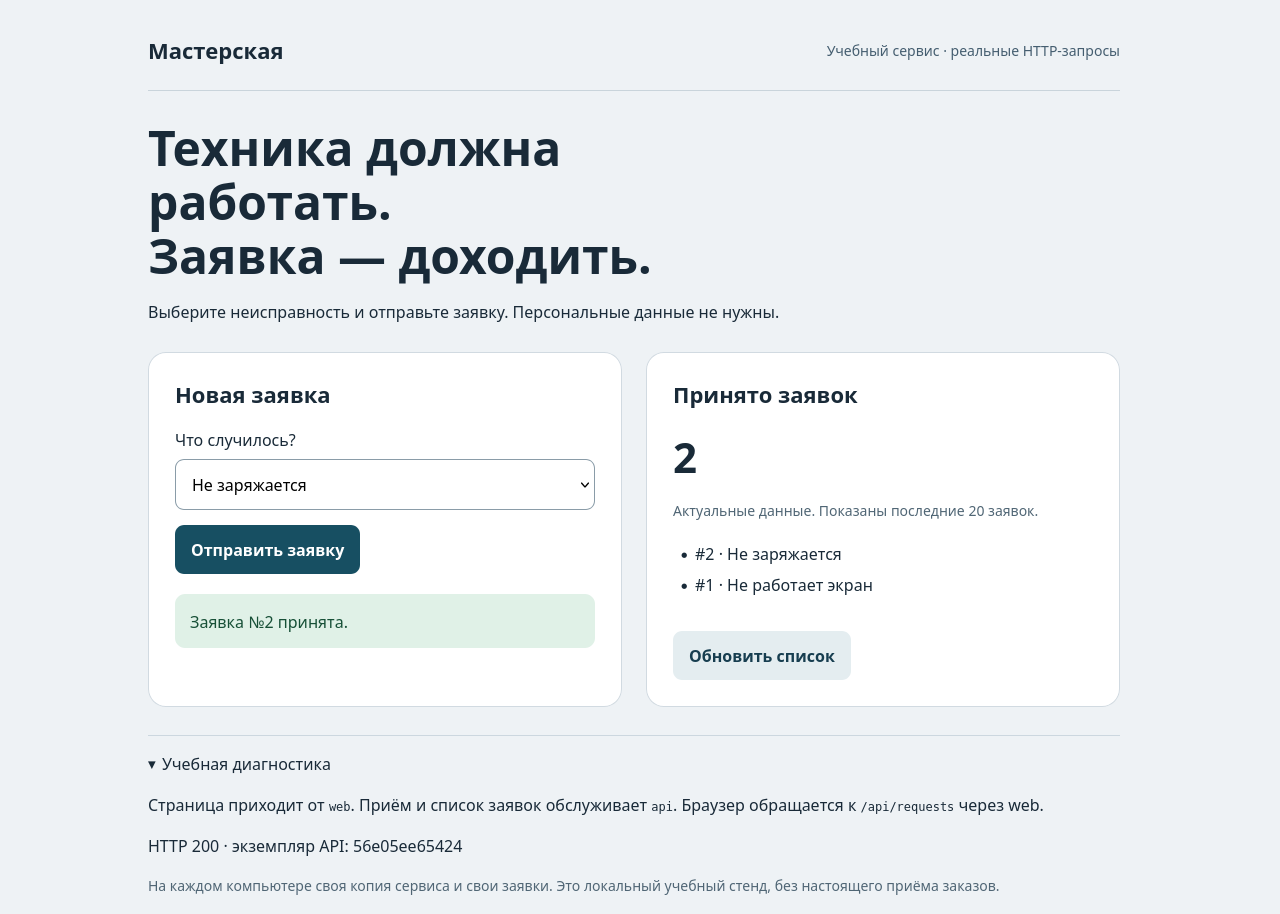 Мастерская
Учебный сервис · реальные HTTP-запросы
Техника должна
работать.
Заявка — доходить.
Выберите неисправность и отправьте заявку. Персональные данные не нужны.
Новая заявка
Что случилось?
Не заряжается
Отправить заявку
Заявка №2 принята.
Принято заявок
2
Актуальные данные. Показаны последние 20 заявок.
• #2 · Не заряжается
• #1 · Не работает экран
Обновить список
▾ Учебная диагностика
Страница приходит от web. Приём и список заявок обслуживает api. Браузер обращается к /api/requests через web.
HTTP 200 · экземпляр API: 56e05ee65424
На каждом компьютере своя копия сервиса и свои заявки. Это локальный учебный стенд, без настоящего приёма заказов.